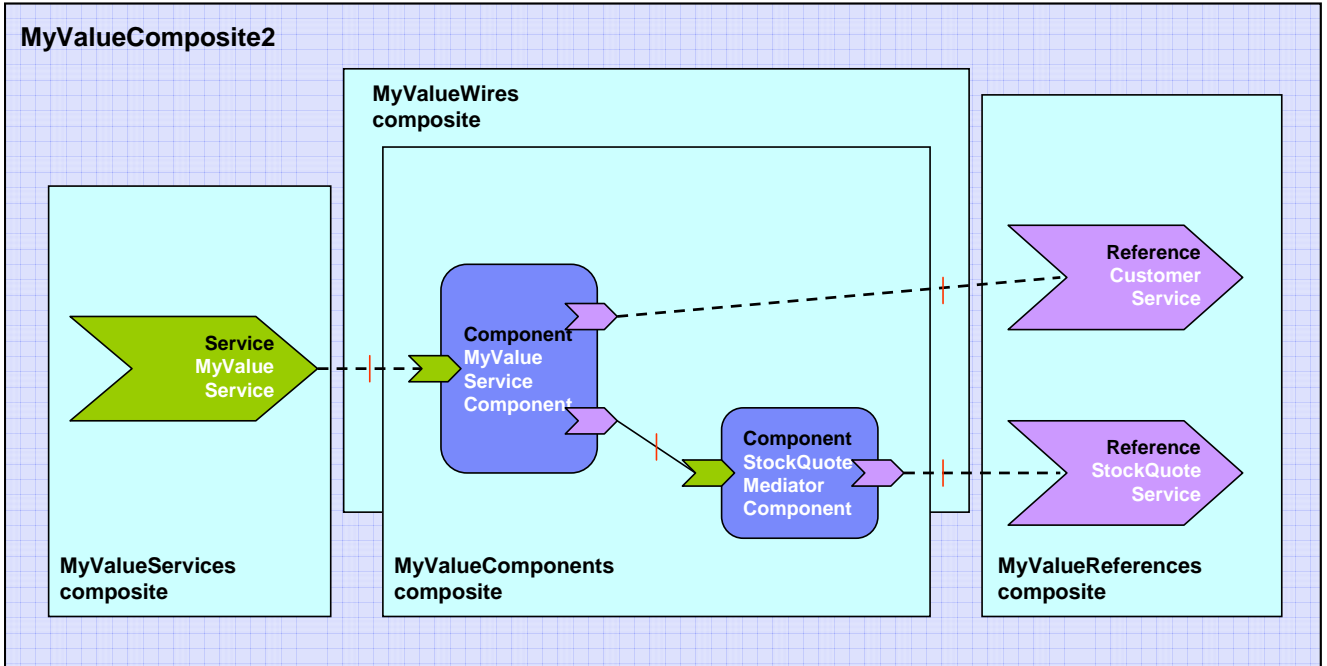 MyValueComposite2
MyValueWires
composite
Service
MyValue
Service
Component
MyValue
Service
Component
Component
StockQuote
Mediator
Component
Reference
Customer
Service
Reference
StockQuote
Service
MyValueServices
composite
MyValueComponents
composite
MyValueReferences
composite